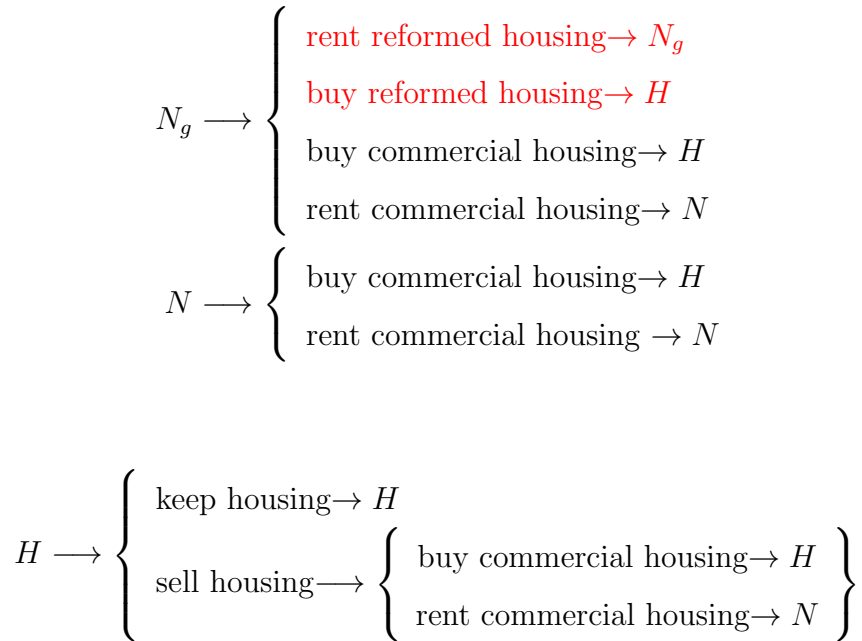 rent reformed housing→ N_g
buy reformed housing→ H
N_g ⟶
buy commercial housing→ H
rent commercial housing→ N
buy commercial housing→ H
N ⟶
rent commercial housing → N
keep housing→ H
H ⟶
buy commercial housing→ H
sell housing⟶
rent commercial housing→ N